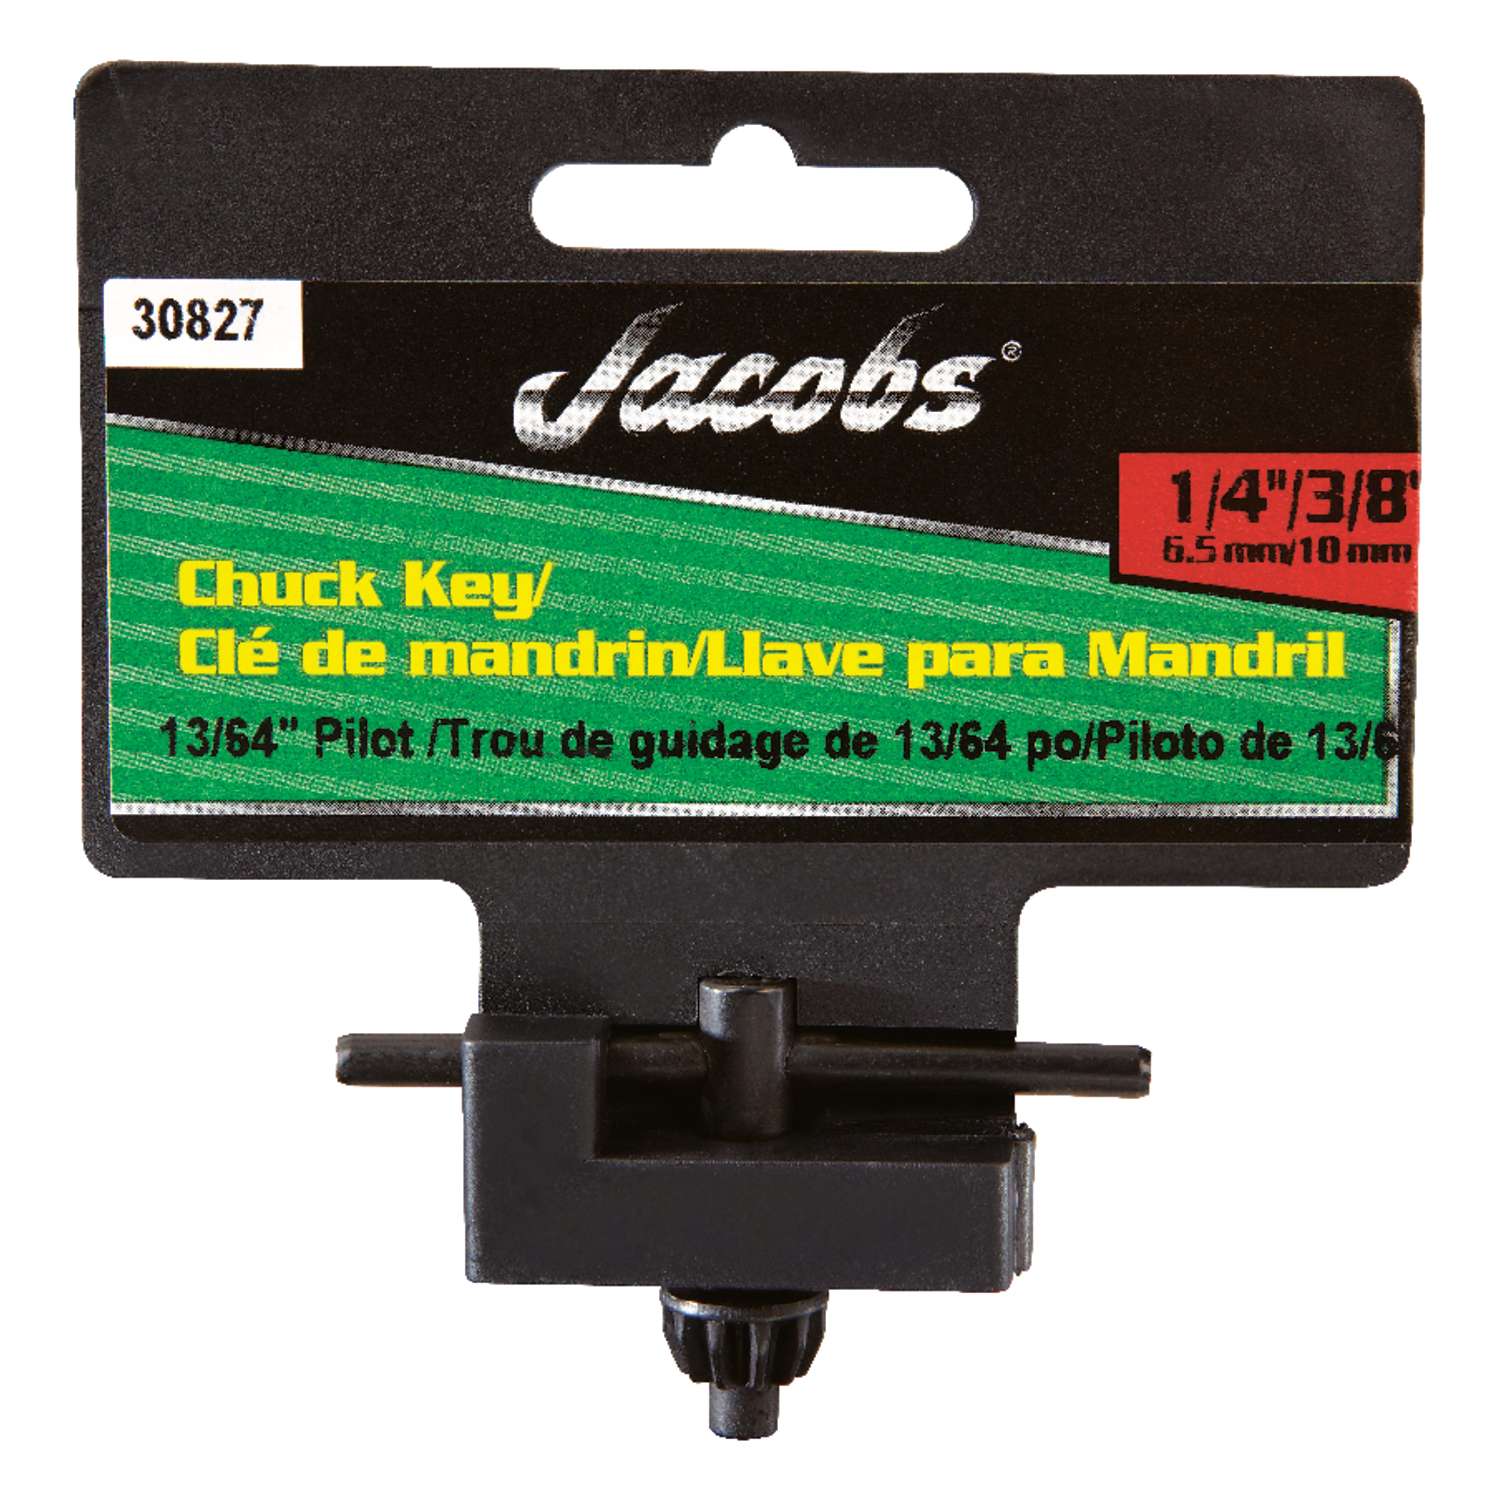 30827
Jacobs®
1/4"/3/8"
6.5 mm/10 mm
Chuck Key/
Clé de mandrin/Llave para Mandril
13/64" Pilot /Trou de guidage de 13/64 po/Piloto de 13/6